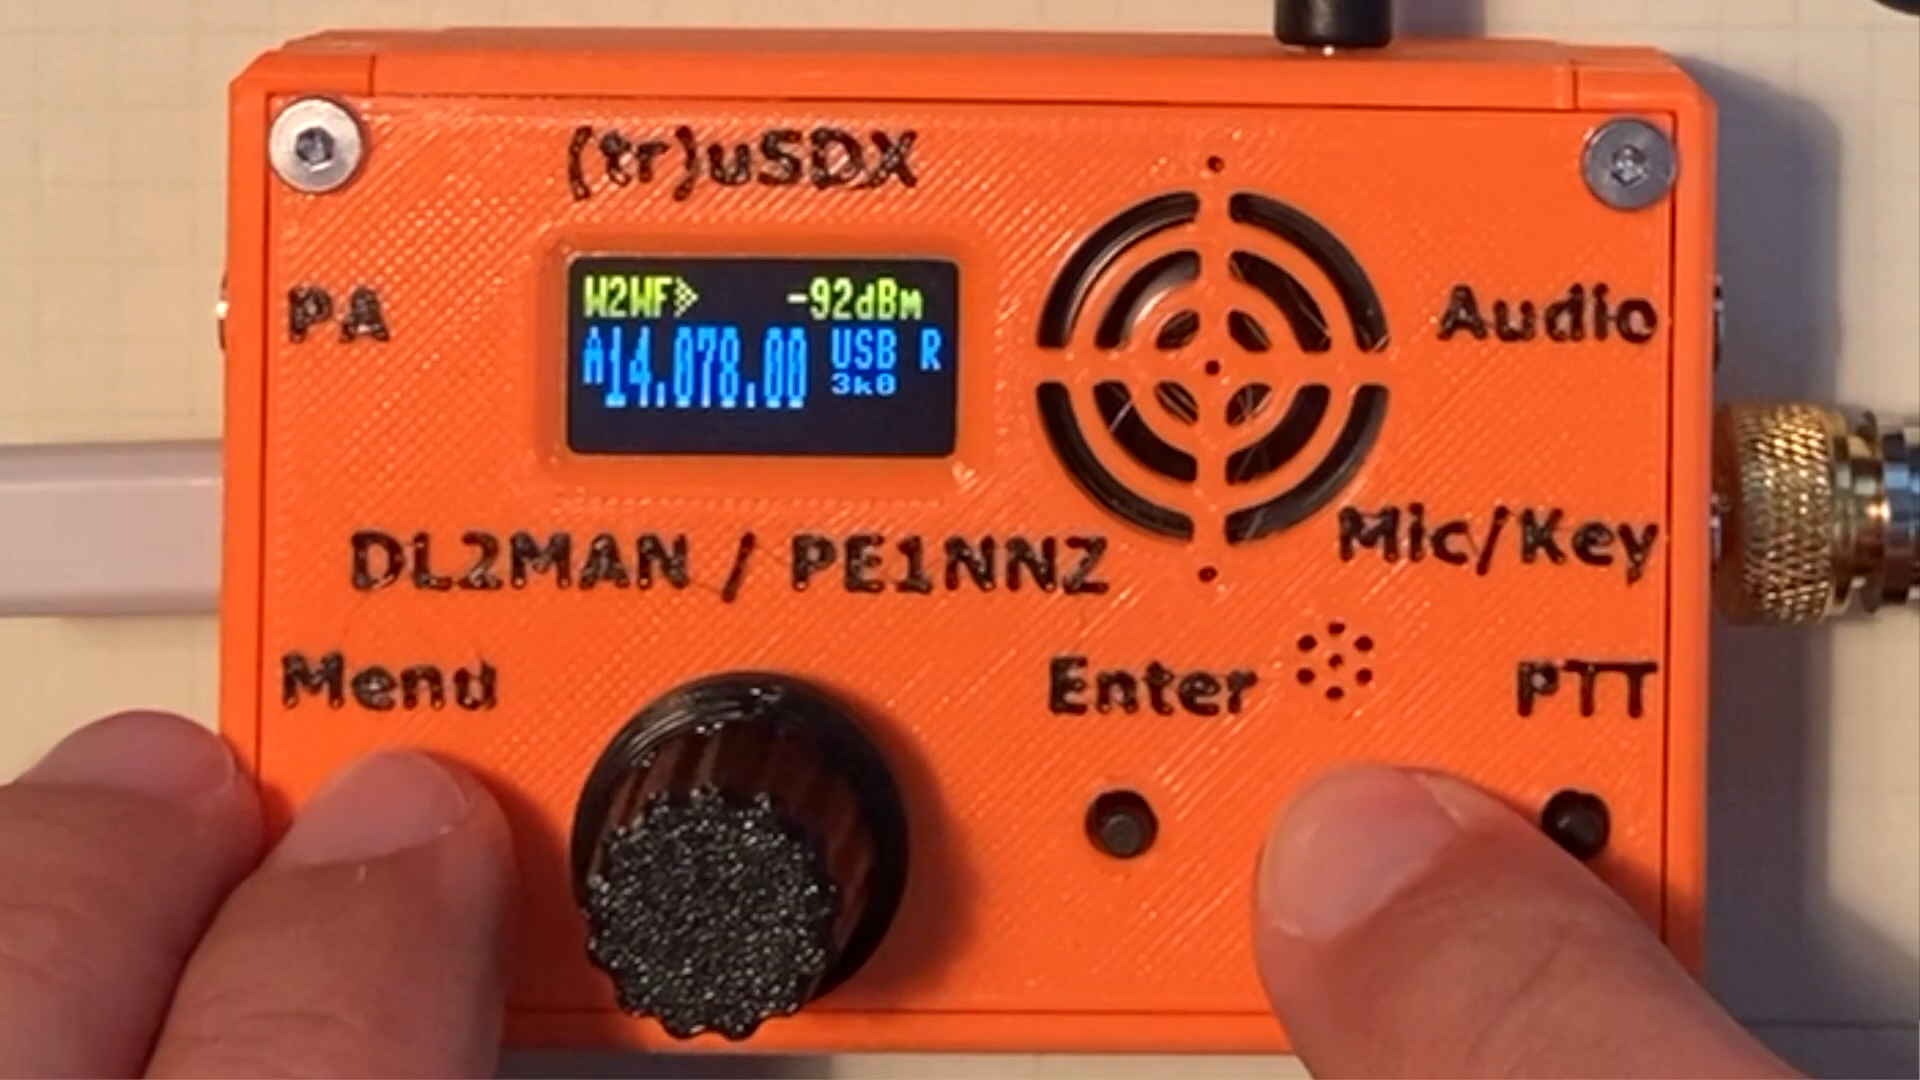 (tr)uSDX
W2WF -92dBm
A14.078.00 USB R
3k0
PA
Audio
DL2MAN / PE1NNZ
Mic/Key
Menu
Enter
PTT